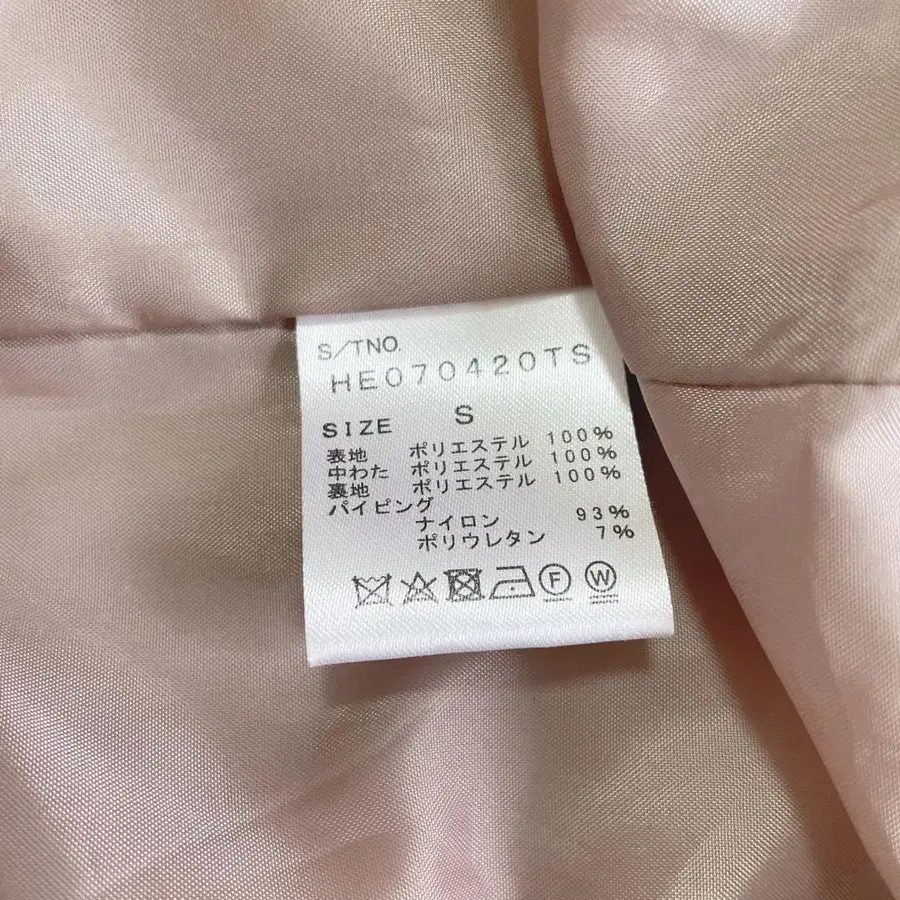 S/TNO.
HE070420TS
SIZE S
表地 ポリエステル 100%
中わた ポリエステル 100%
裏地 ポリエステル 100%
パイピング
ナイロン 93%
ポリウレタン 7%
F W